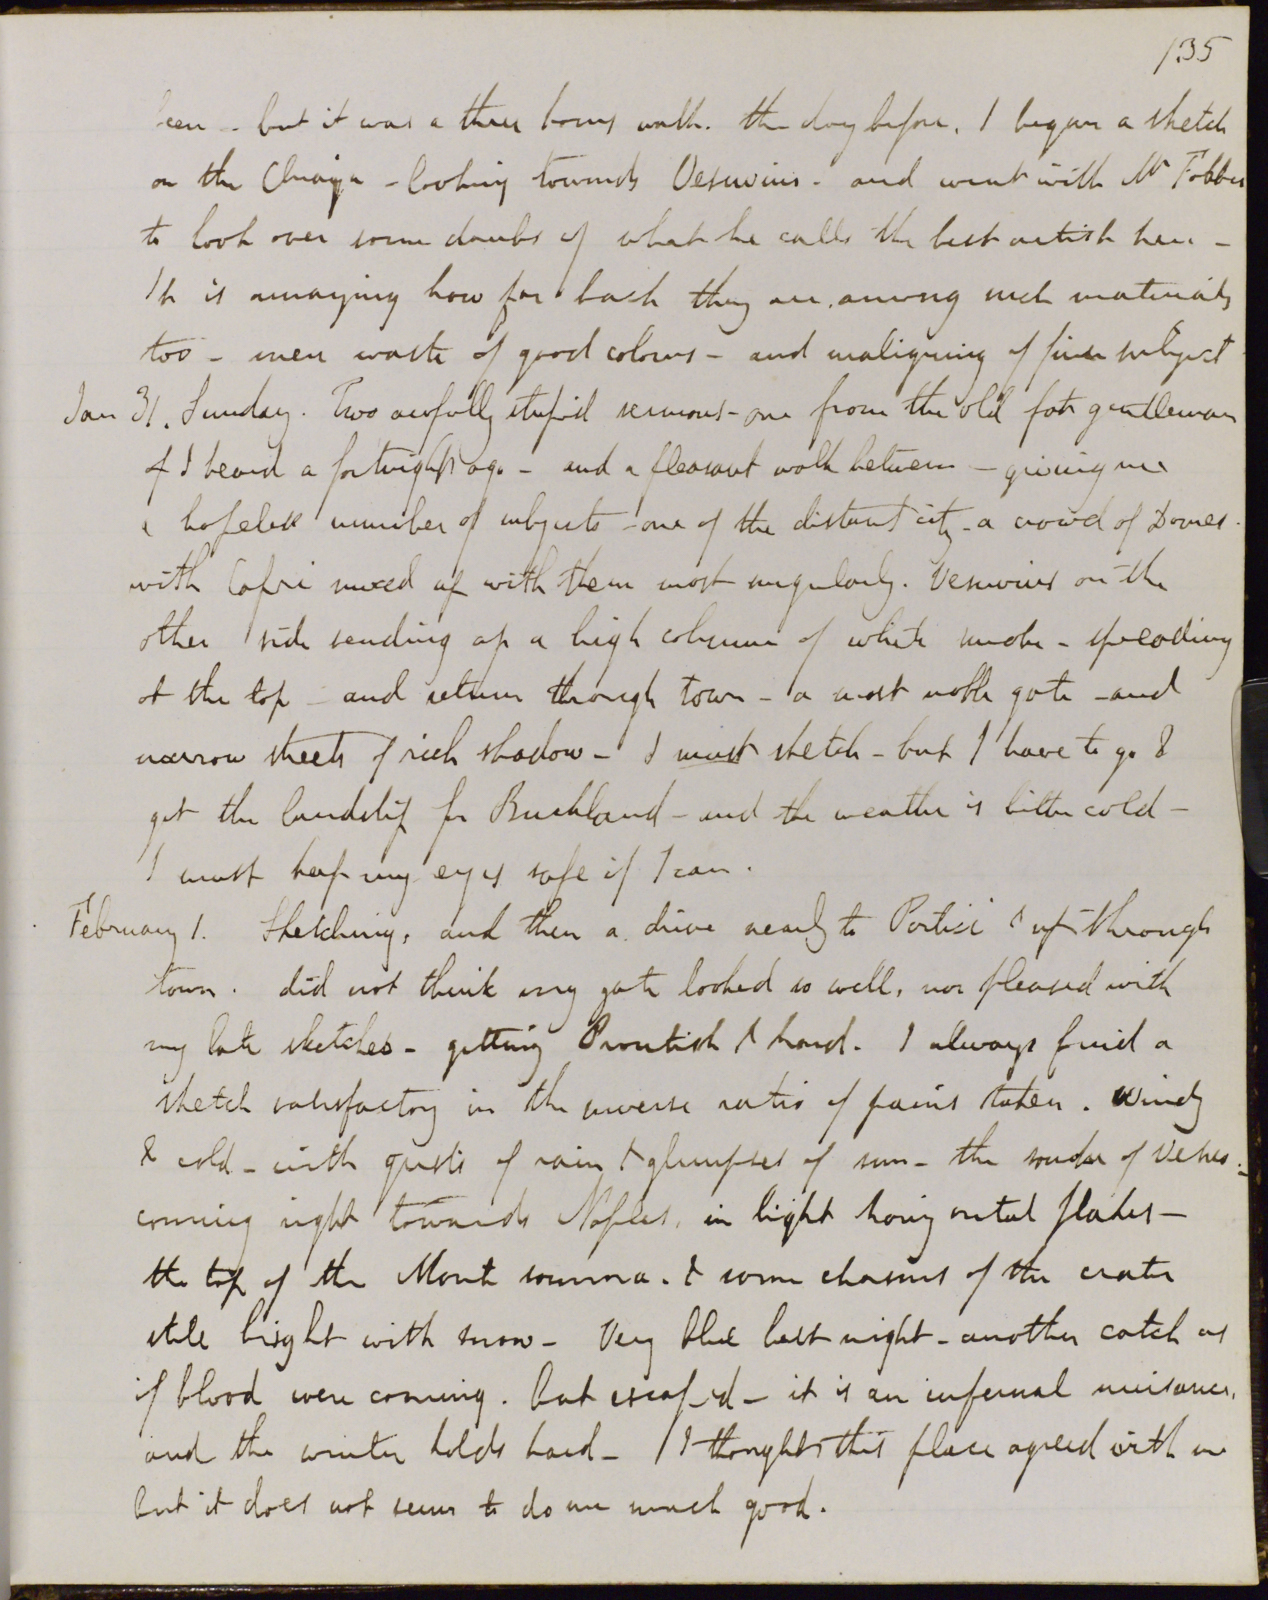 135
been - but it was a three hours walk. the day before, I began a sketch
on the Chiaja - looking towards Vesuvius - and went with Mr
to look over some daubs of what he calls the best artist here -
It is amazing how far back they are, among such materials
too - mere waste of good colours - and maligning of fine subject
Jan 31. Sunday. Two awfully stupid sermons - one from the old fat gentleman
I heard a fortnight ago - and a pleasant walk between - giving me
a hopeless number of subjects - one of the distant city - a crowd of Domes -
with Capri mixed up with them most singularly. Vesuvius on the
other side sending up a high column of white smoke - spreading
at the top - and return through town - a most noble gate - and
narrow streets of rich shadow - I must sketch - but I have to go &
get the landslip for Buckland - and the weather is bitter cold -
I must keep my eyes safe if I can.
February 1. Sketching, and then a drive nearly to Portici & up through
town. did not think my gate looked so well, nor pleased with
my late sketches - getting Proutish & hard. I always find a
sketch satisfactory in the inverse ratio of pains taken. Windy
& cold - with gusts of rain & glimpses of sun - the smoke of Vesuv.
coming right towards Naples, in light horizontal flakes -
the top of the Monte somma. & some chasms of the crater
still bright with snow - Very blue last night - another catch as
if blood were coming. but escaped - it is an infernal nuisance.
and the winter holds hard - I thought this place agreed with me
but it does not seem to do me much good.